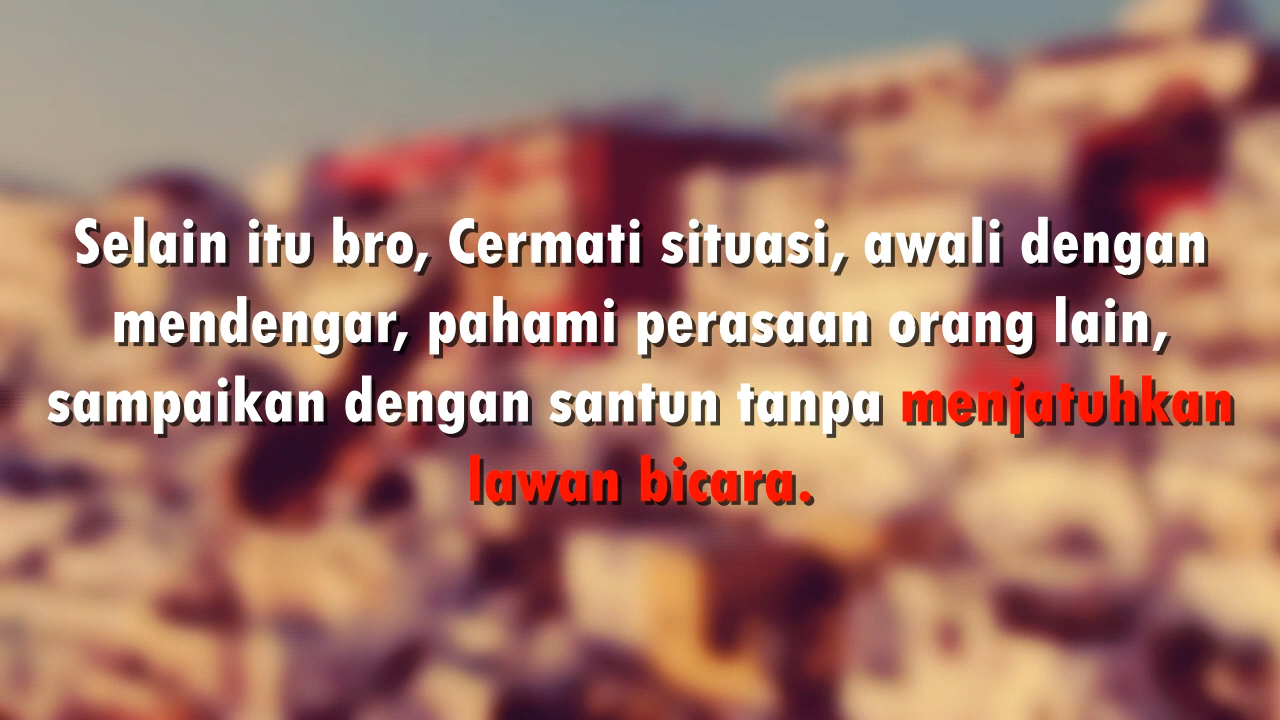 Selain itu bro, Cermati situasi, awali dengan
mendengar, pahami perasaan orang lain,
sampaikan dengan santun tanpa menjatuhkan
lawan bicara.